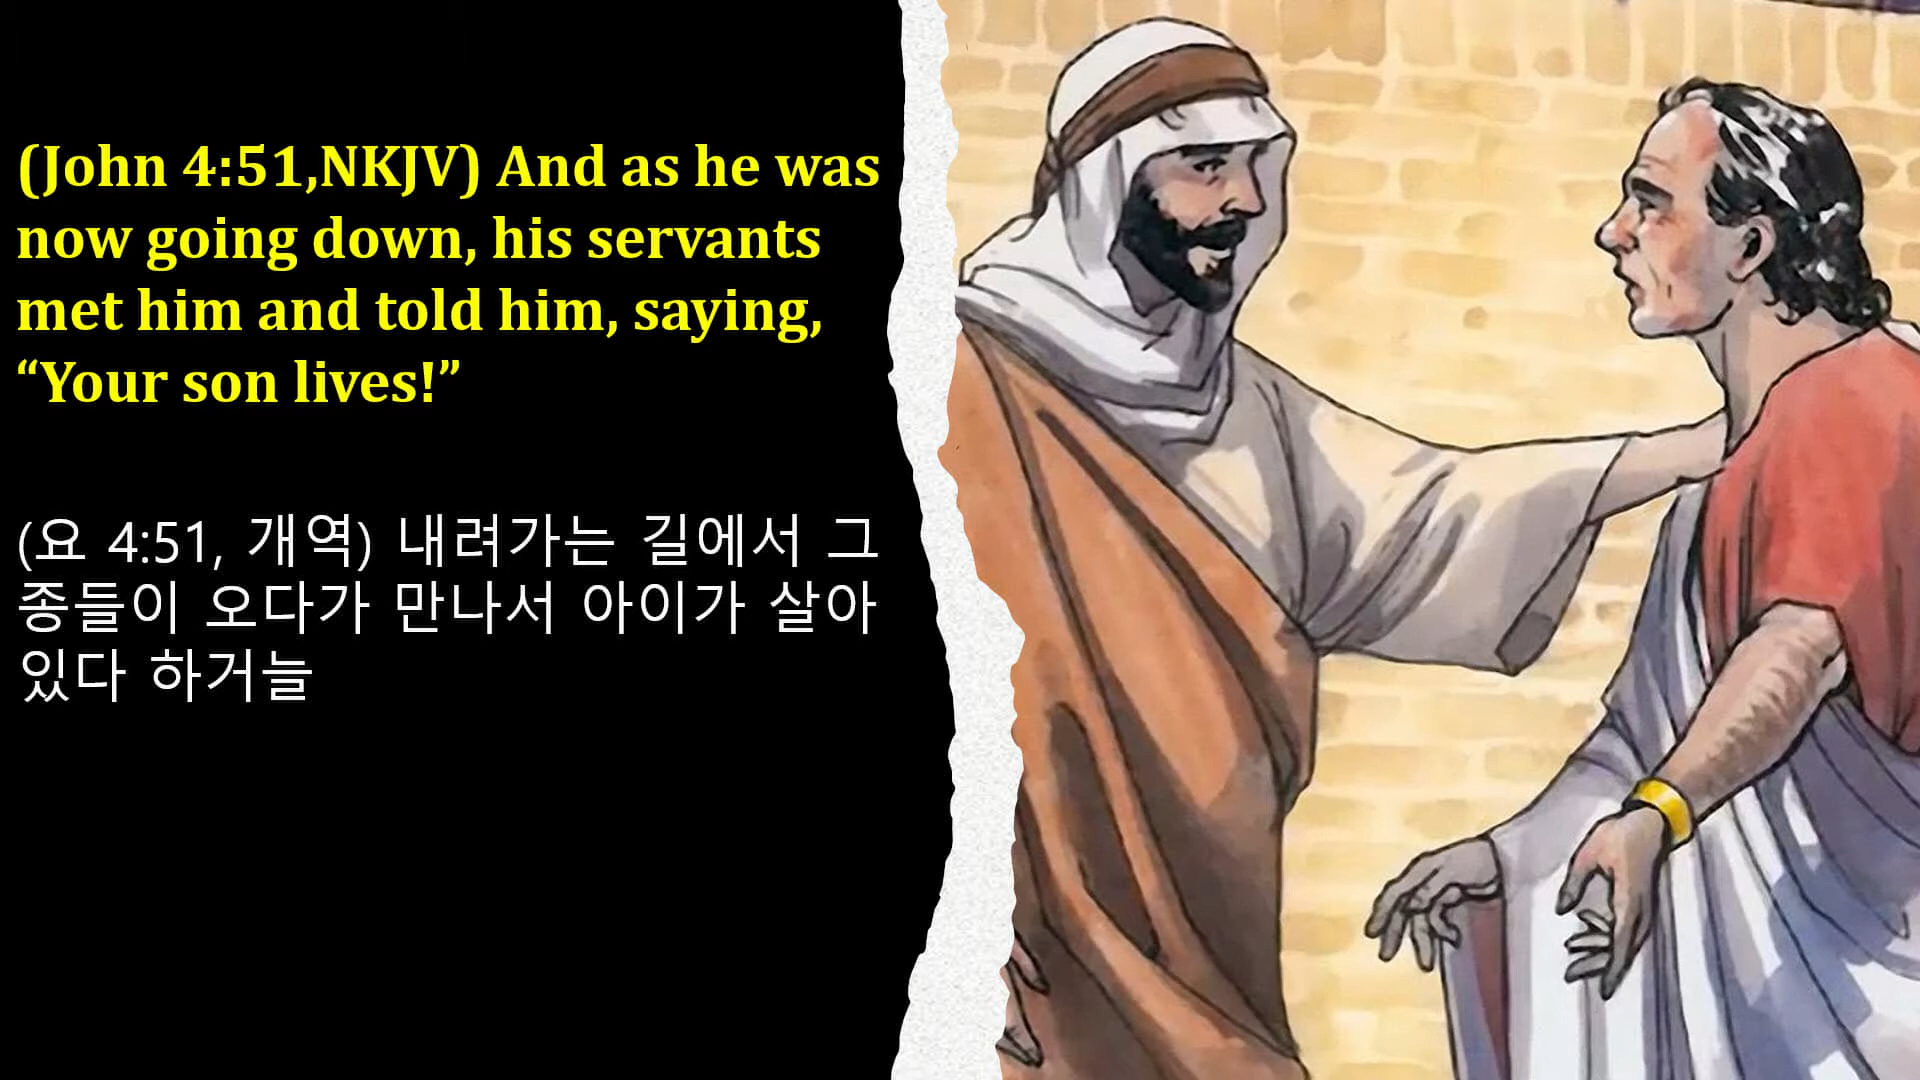 (John 4:51,NKJV) And as he was
now going down, his servants
met him and told him, saying,
“Your son lives!”
(요 4:51, 개역) 내려가는 길에서 그
종들이 오다가 만나서 아이가 살아
있다 하거늘